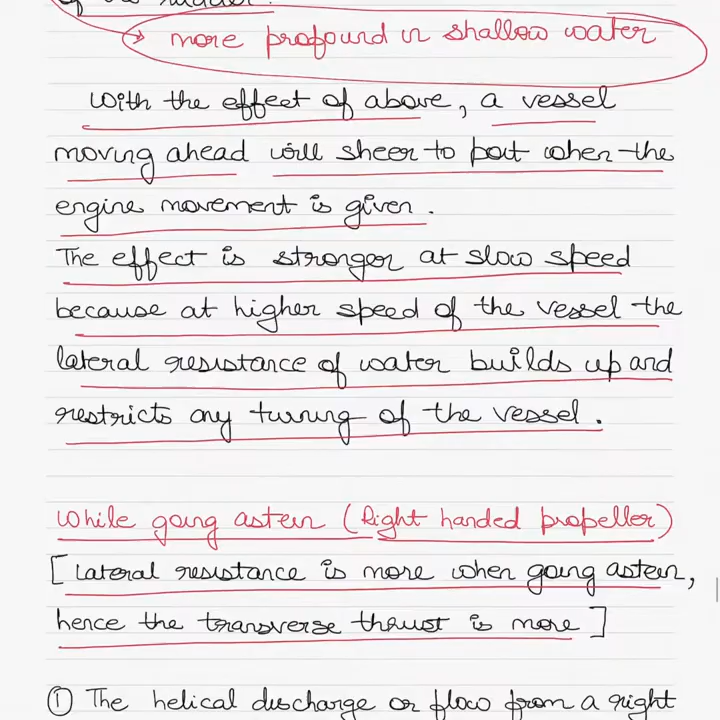 of the rudder.
→ more profound in shallow water
With the effect of above, a vessel
moving ahead will sheer to port when the
engine movement is given.
The effect is stronger at slow speed
because at higher speed of the vessel the
lateral resistance of water builds up and
restricts any turning of the vessel.
While going astern (Right handed propeller)
[Lateral resistance is more when going astern,
hence the transverse thrust is more]
① The helical discharge or flow from a right